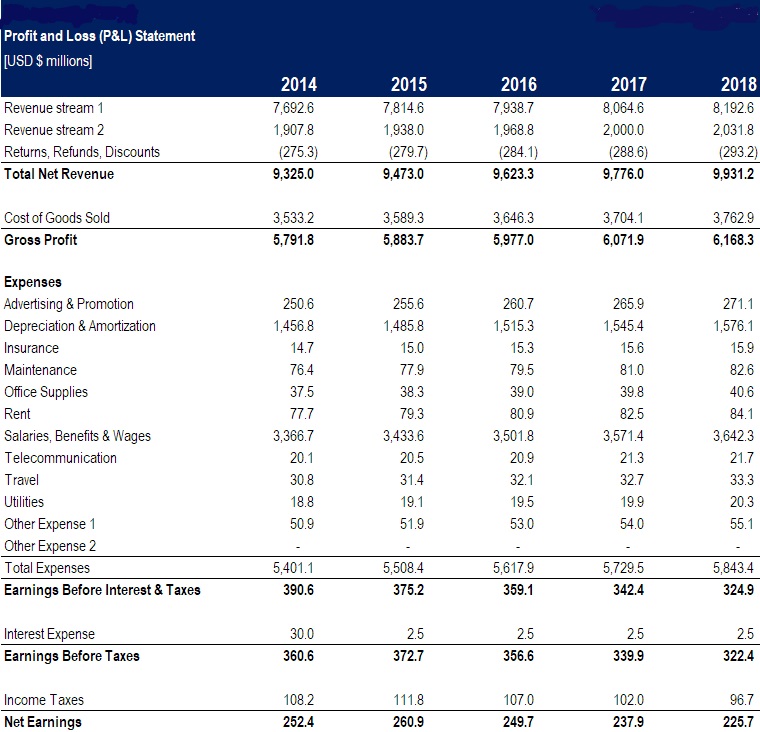 Profit and Loss (P&L) Statement
[USD $ millions]
2014 2015 2016 2017 2018
Revenue stream 1 7,692.6 7,814.6 7,938.7 8,064.6 8,192.6
Revenue stream 2 1,907.8 1,938.0 1,968.8 2,000.0 2,031.8
Returns, Refunds, Discounts (275.3) (279.7) (284.1) (288.6) (293.2)
Total Net Revenue 9,325.0 9,473.0 9,623.3 9,776.0 9,931.2
Cost of Goods Sold 3,533.2 3,589.3 3,646.3 3,704.1 3,762.9
Gross Profit 5,791.8 5,883.7 5,977.0 6,071.9 6,168.3
Expenses
Advertising & Promotion 250.6 255.6 260.7 265.9 271.1
Depreciation & Amortization 1,456.8 1,485.8 1,515.3 1,545.4 1,576.1
Insurance 14.7 15.0 15.3 15.6 15.9
Maintenance 76.4 77.9 79.5 81.0 82.6
Office Supplies 37.5 38.3 39.0 39.8 40.6
Rent 77.7 79.3 80.9 82.5 84.1
Salaries, Benefits & Wages 3,366.7 3,433.6 3,501.8 3,571.4 3,642.3
Telecommunication 20.1 20.5 20.9 21.3 21.7
Travel 30.8 31.4 32.1 32.7 33.3
Utilities 18.8 19.1 19.5 19.9 20.3
Other Expense 1 50.9 51.9 53.0 54.0 55.1
Other Expense 2 - - - - -
Total Expenses 5,401.1 5,508.4 5,617.9 5,729.5 5,843.4
Earnings Before Interest & Taxes 390.6 375.2 359.1 342.4 324.9
Interest Expense 30.0 2.5 2.5 2.5 2.5
Earnings Before Taxes 360.6 372.7 356.6 339.9 322.4
Income Taxes 108.2 111.8 107.0 102.0 96.7
Net Earnings 252.4 260.9 249.7 237.9 225.7